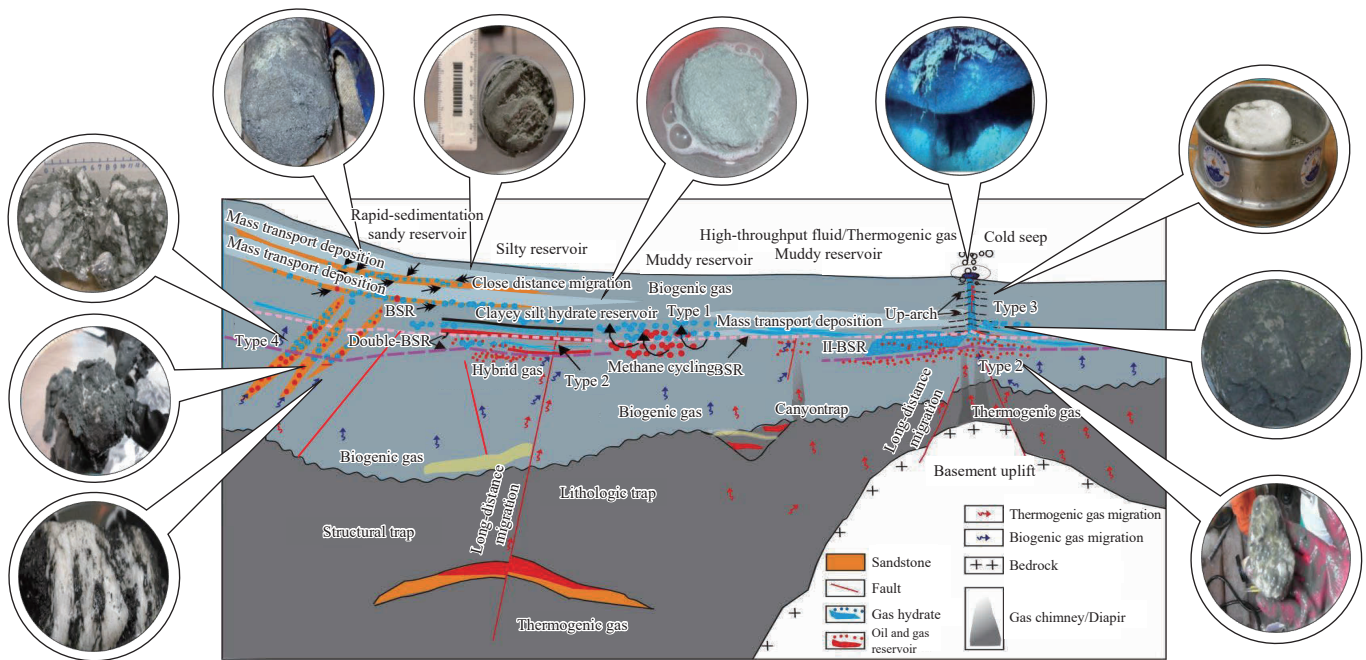 Rapid-sedimentation
sandy reservoir
Silty reservoir
Muddy reservoir
High-throughput fluid/Thermogenic gas
Muddy reservoir
Cold seep
Mass transport deposition
Mass transport deposition
Close distance migration
Biogenic gas
BSR
Clayey silt hydrate reservoir
Type 1
Mass transport deposition
Up-arch
Type 3
Type 4
Double-BSR
Hybrid gas
Type 2
Methane cycling
BSR
II-BSR
Type 2
Biogenic gas
Canyontrap
Long-distance
migration
Thermogenic gas
Biogenic gas
Long-distance
migration
Lithologic trap
Structural trap
Basement uplift
Thermogenic gas
Sandstone
Fault
Gas hydrate
Oil and gas
reservoir
Thermogenic gas migration
Biogenic gas migration
Bedrock
Gas chimney/Diapir